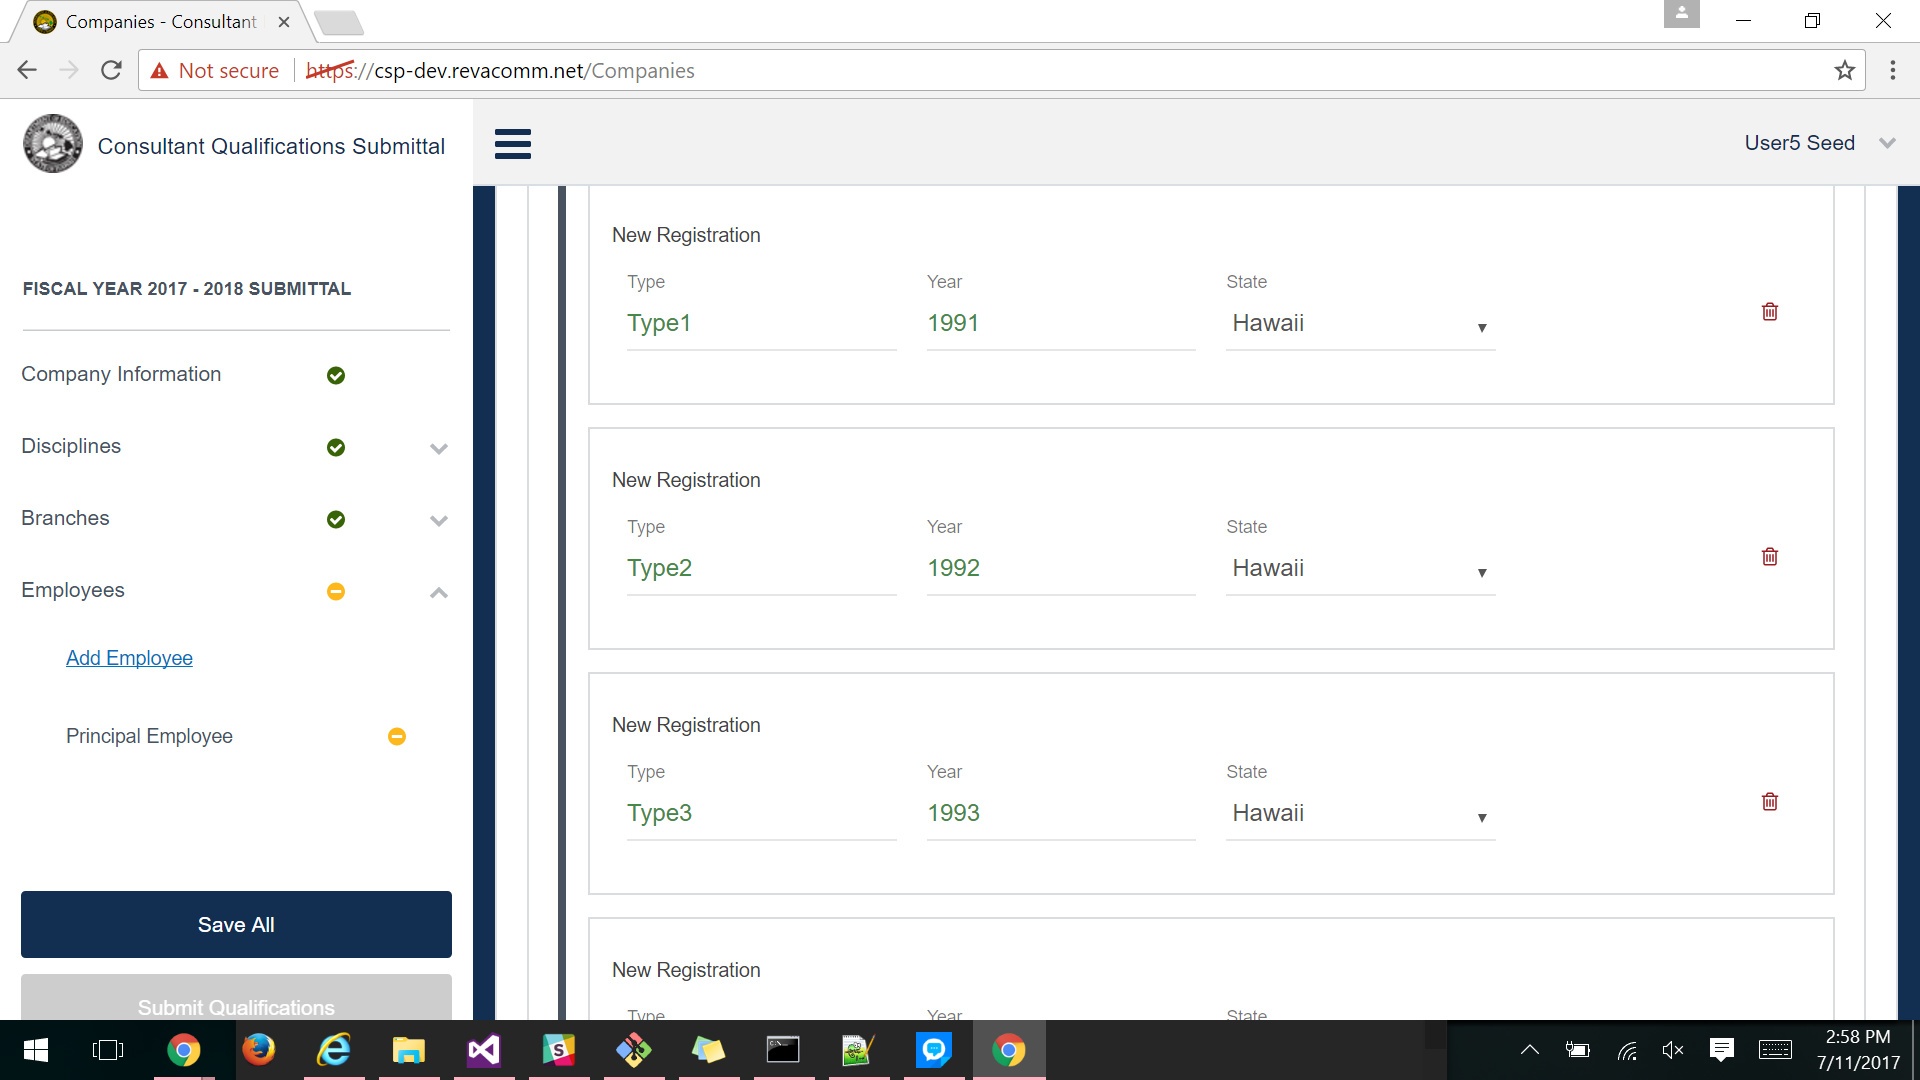 Companies - Consultant
Not secure
https://csp-dev.revacomm.net/Companies
Consultant Qualifications Submittal
User5 Seed
FISCAL YEAR 2017 - 2018 SUBMITTAL
Company Information
Disciplines
Branches
Employees
Add Employee
Principal Employee
Save All
Submit Qualifications
New Registration
Type
Year
State
Type1
1991
Hawaii
New Registration
Type
Year
State
Type2
1992
Hawaii
New Registration
Type
Year
State
Type3
1993
Hawaii
New Registration
Type
Year
State
2:58 PM
7/11/2017